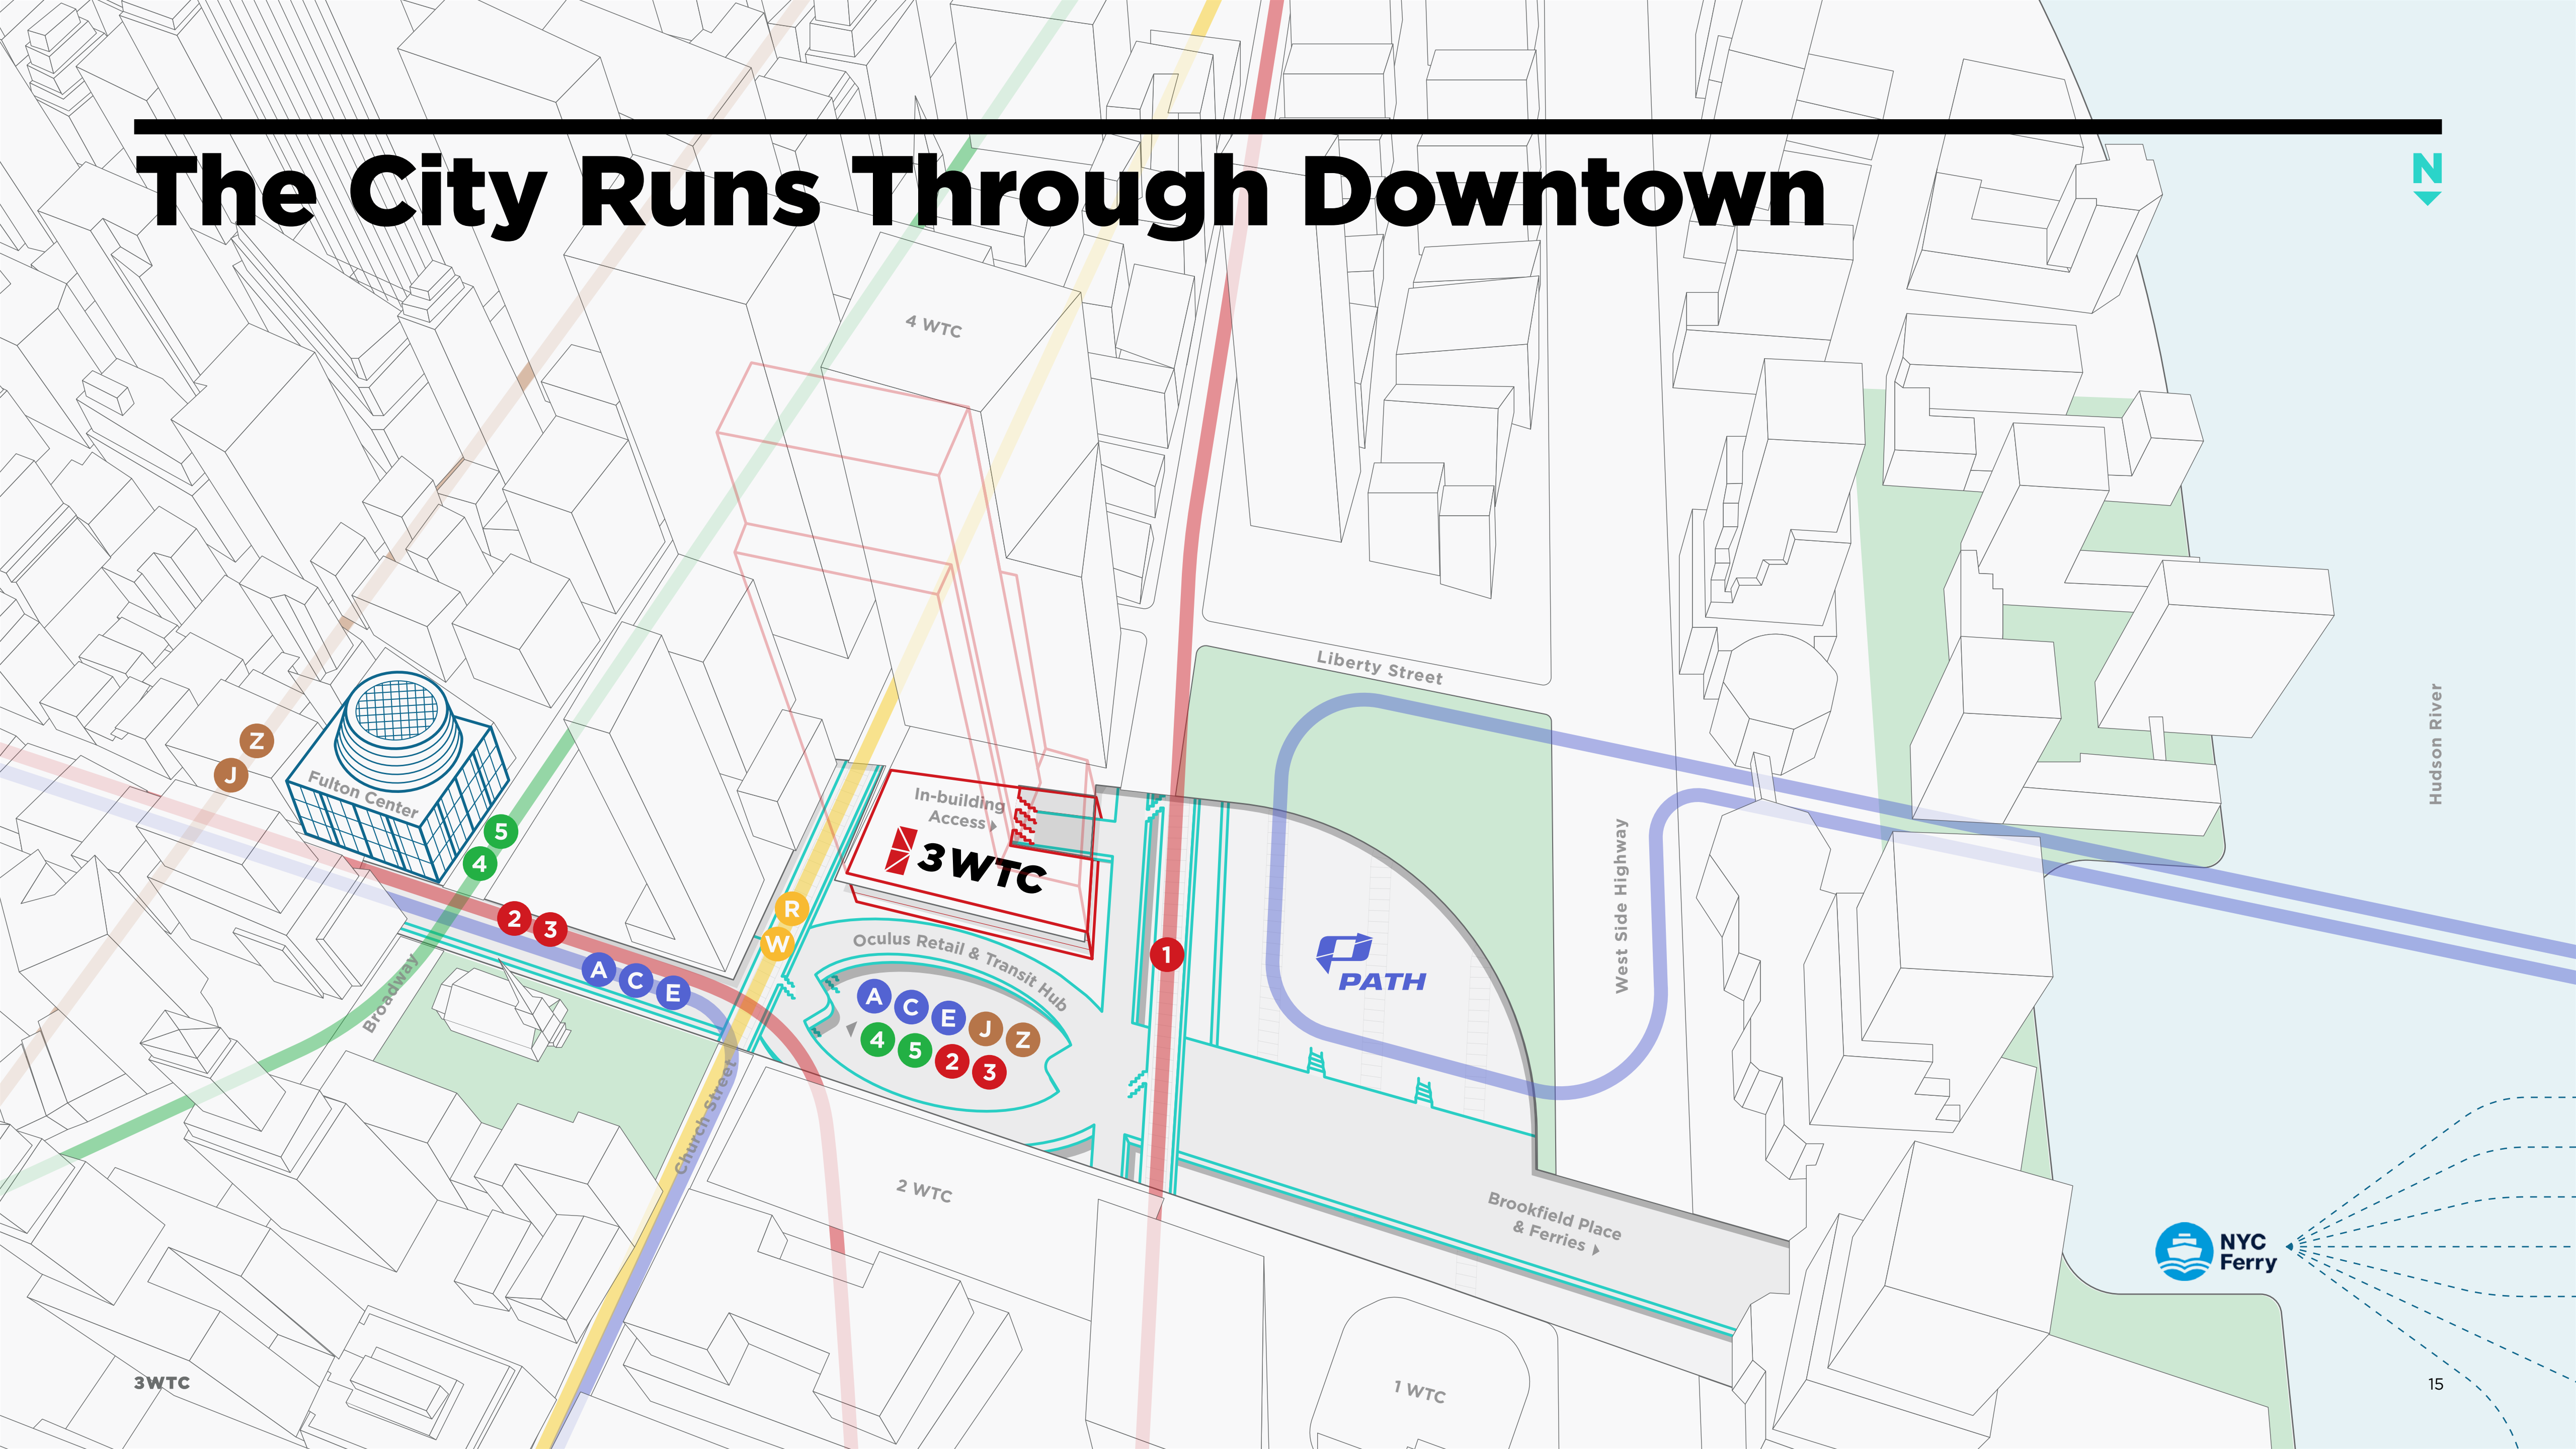 The City Runs Through Downtown
N
4 WTC
Liberty Street
Hudson River
Z
J
Fulton Center
5
4
In-building
Access
3 WTC
2 3
R
W
A C E
Broadway
Oculus Retail & Transit Hub
A C E J Z
4 5 2 3
1
PATH
West Side Highway
Church Street
2 WTC
Brookfield Place
& Ferries
NYC
Ferry
1 WTC
3WTC
15